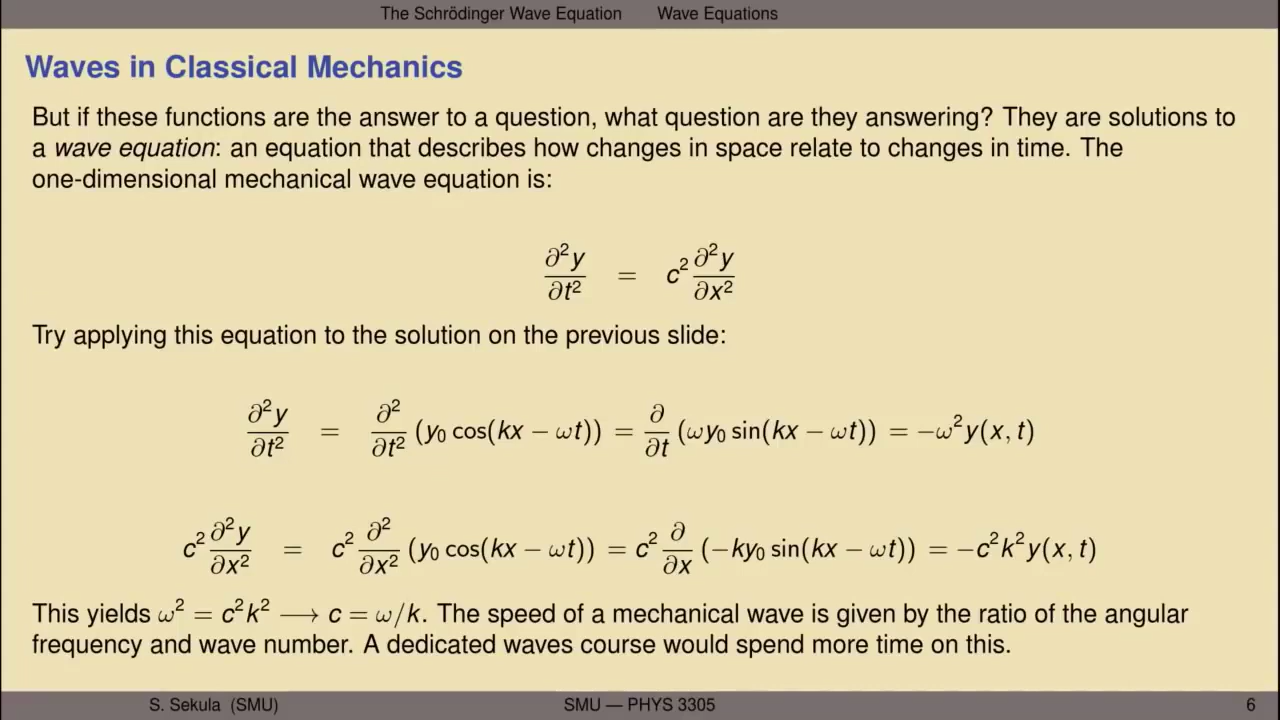 The Schrödinger Wave Equation Wave Equations
Waves in Classical Mechanics
But if these functions are the answer to a question, what question are they answering? They are solutions to
a wave equation: an equation that describes how changes in space relate to changes in time. The
one-dimensional mechanical wave equation is:
∂²y/∂t² = c² ∂²y/∂x²
Try applying this equation to the solution on the previous slide:
∂²y/∂t² = ∂²/∂t² (y₀ cos(kx − ωt)) = ∂/∂t (ωy₀ sin(kx − ωt)) = −ω²y(x, t)
c² ∂²y/∂x² = c² ∂²/∂x² (y₀ cos(kx − ωt)) = c² ∂/∂x (−ky₀ sin(kx − ωt)) = −c²k²y(x, t)
This yields ω² = c²k² ⟶ c = ω/k. The speed of a mechanical wave is given by the ratio of the angular
frequency and wave number. A dedicated waves course would spend more time on this.
S. Sekula (SMU) SMU — PHYS 3305 6